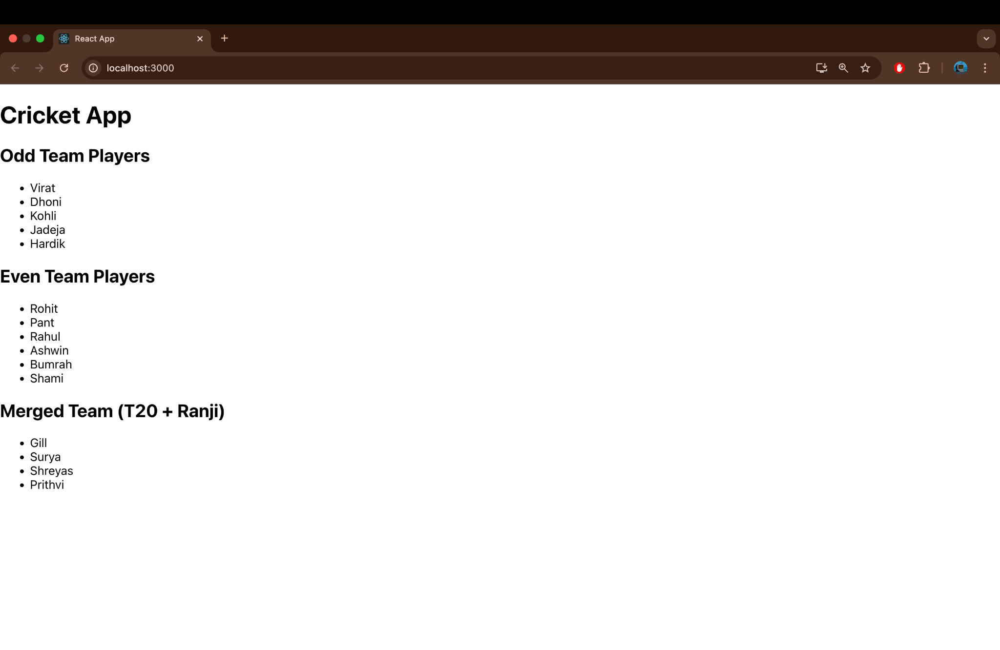 React App
localhost:3000
Cricket App
Odd Team Players
Virat
Dhoni
Kohli
Jadeja
Hardik
Even Team Players
Rohit
Pant
Rahul
Ashwin
Bumrah
Shami
Merged Team (T20 + Ranji)
Gill
Surya
Shreyas
Prithvi